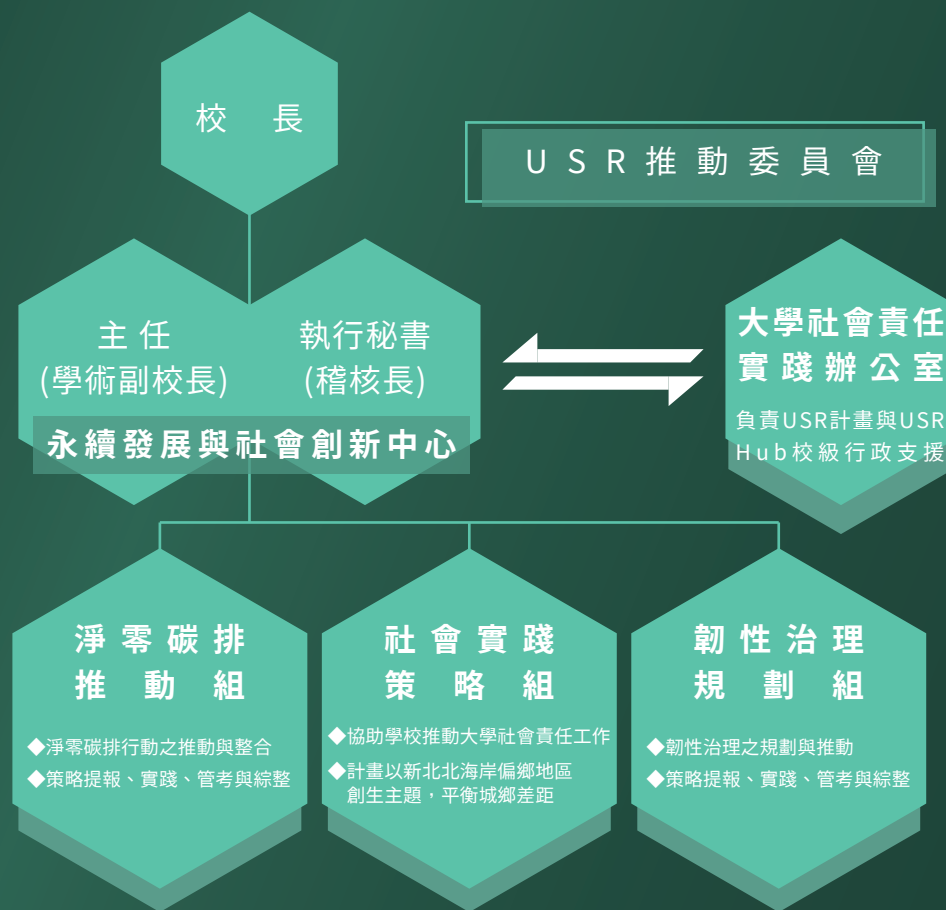 校長
USR推動委員會
主任
(學術副校長)
執行秘書
(稽核長)
永續發展與社會創新中心
大學社會責任
實踐辦公室
負責USR計畫與USR
Hub校級行政支援
淨零碳排
推動組
◆淨零碳排行動之推動與整合
◆策略提報、實踐、管考與綜整
社會實踐
策略組
◆協助學校推動大學社會責任工作
◆計畫以新北北海岸偏鄉地區
創生主題，平衡城鄉差距
韌性治理
規劃組
◆韌性治理之規劃與推動
◆策略提報、實踐、管考與綜整